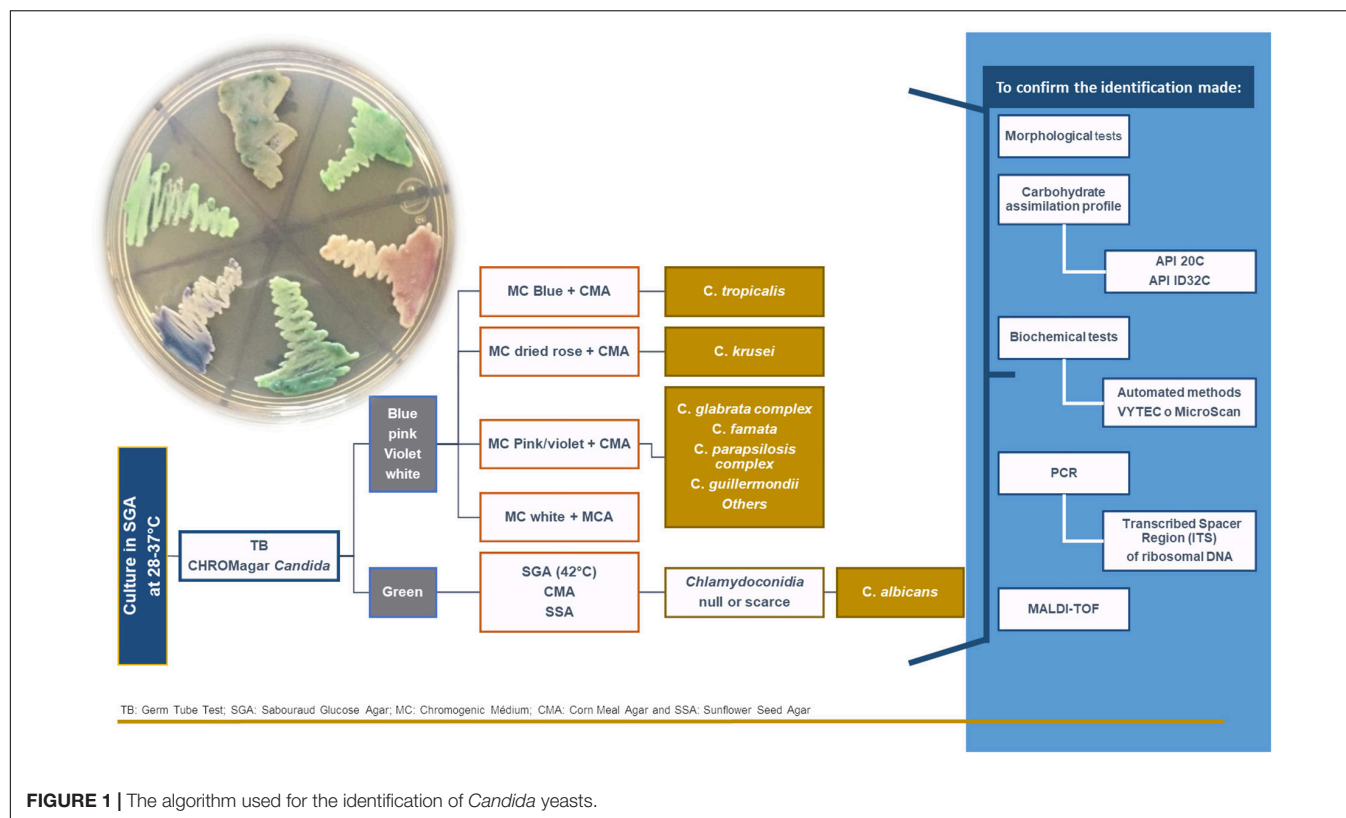 To confirm the identification made:
Morphological tests
Carbohydrate
assimilation profile
API 20C
API ID32C
Biochemical tests
Automated methods
VYTEC o MicroScan
PCR
Transcribed Spacer
Region (ITS)
of ribosomal DNA
MALDI-TOF
Culture in SGA
at 28-37°C
TB
CHROMagar Candida
Blue
pink
Violet
white
Green
MC Blue + CMA
C. tropicalis
MC dried rose + CMA
C. krusei
MC Pink/violet + CMA
C. glabrata complex
C. famata
C. parapsilosis
complex
C. guillermondii
Others
MC white + MCA
SGA (42°C)
CMA
SSA
Chlamydoconidia
null or scarce
C. albicans
TB: Germ Tube Test; SGA: Sabouraud Glucose Agar; MC: Chromogenic Médium; CMA: Corn Meal Agar and SSA: Sunflower Seed Agar
FIGURE 1 | The algorithm used for the identification of Candida yeasts.